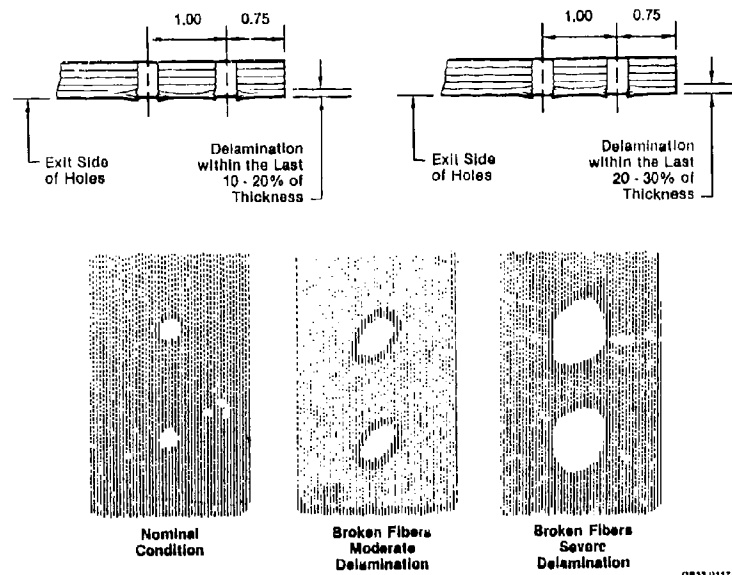 1.00
0.75
Exit Side
of Holes
Delamination
within the Last
10 - 20% of
Thickness
1.00
0.75
Exit Side
of Holes
Delamination
within the Last
20 - 30% of
Thickness
Nominal
Condition
Broken Fibers
Moderate
Delamination
Broken Fibers
Severe
Delamination